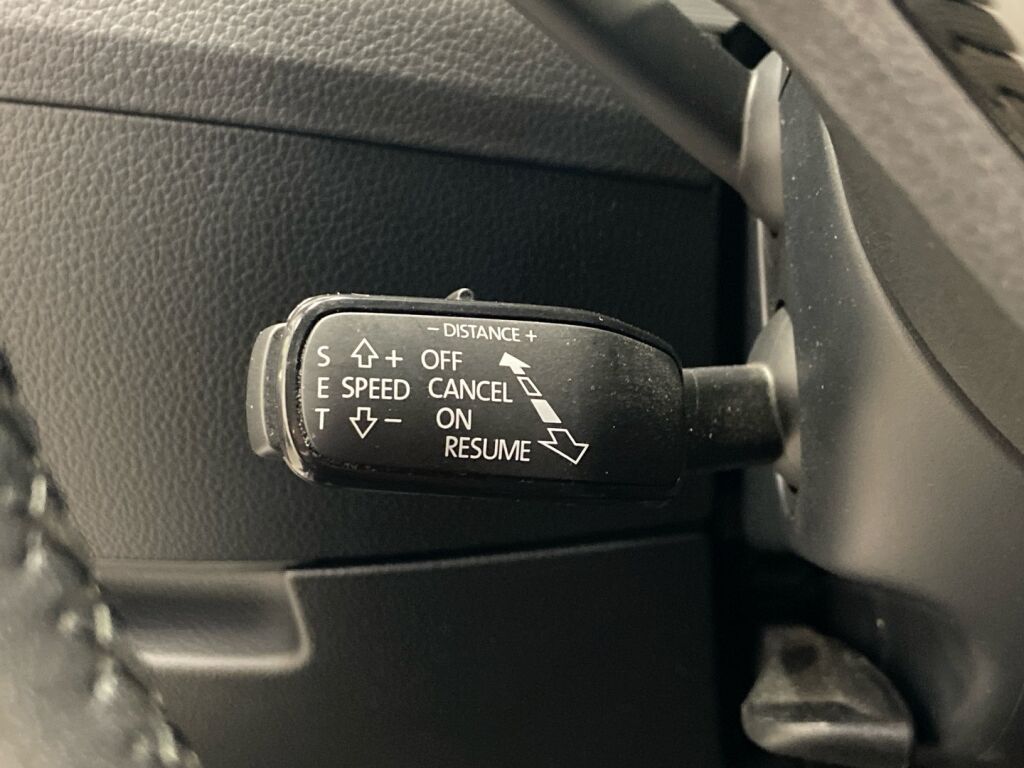 − DISTANCE +
S + OFF
E SPEED CANCEL
T − ON
RESUME